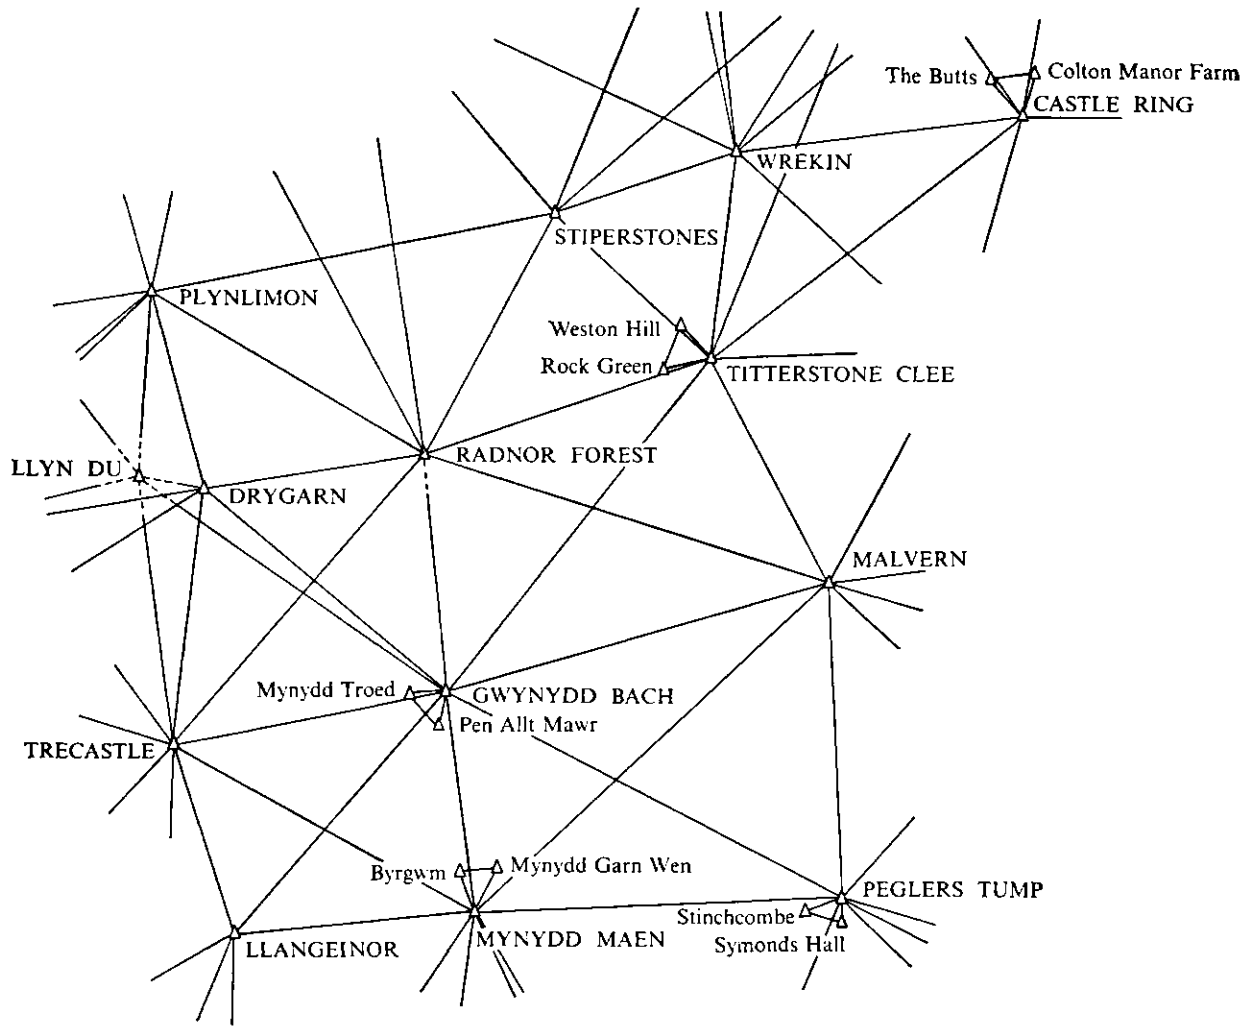 The Butts
Colton Manor Farm
CASTLE RING
WREKIN
STIPERSTONES
PLYNLIMON
Weston Hill
Rock Green
TITTERSTONE CLEE
RADNOR FOREST
LLYN DU
DRYGARN
MALVERN
Mynydd Troed
GWYNYDD BACH
Pen Allt Mawr
TRECASTLE
Byrgwm
Mynydd Garn Wen
PEGLERS TUMP
Stinchcombe
MYNYDD MAEN
Symonds Hall
LLANGEINOR